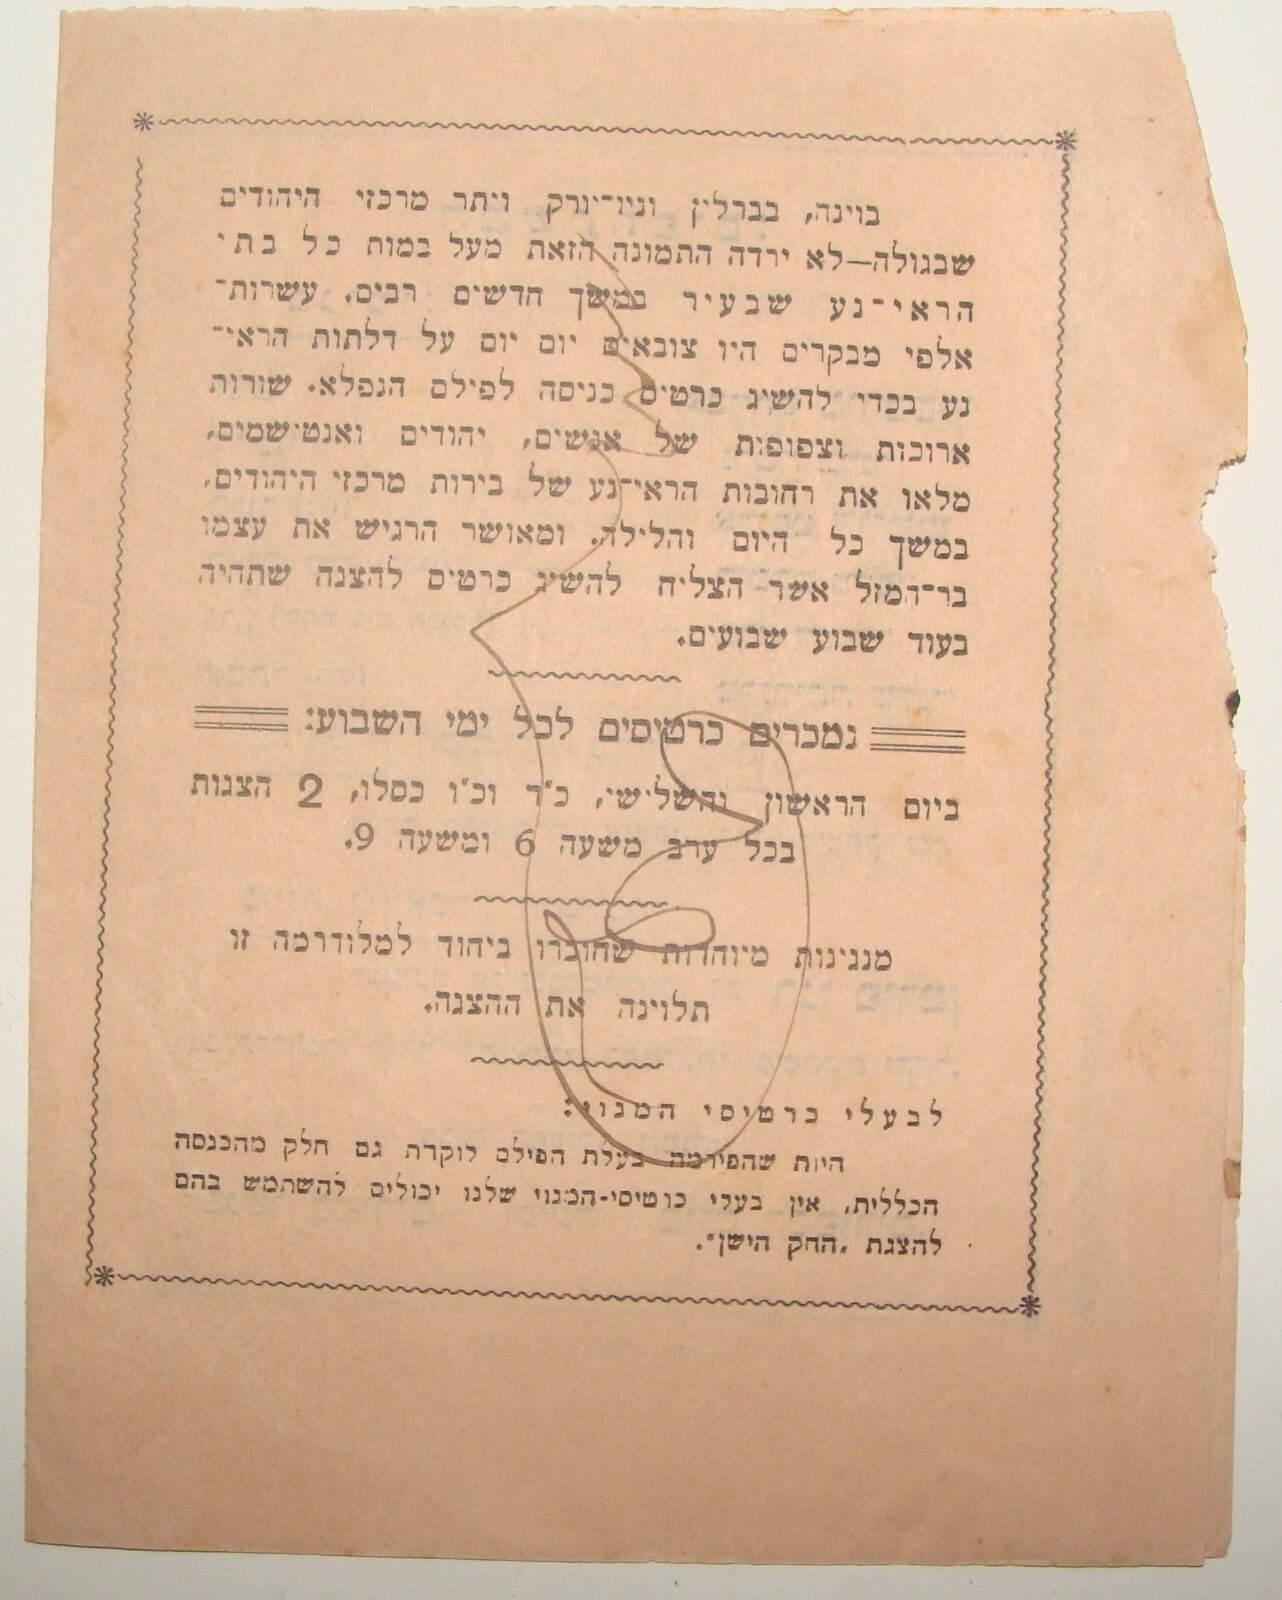 בוינה, בברלין וניו־יורק ויתר מרכזי היהודים
שבגולה—לא ירדה התמונה הזאת מעל במות כל בתי
הראי־נע שבעיר במשך חדשים רבים. עשרות־
אלפי מבקרים היו צובאים יום יום על דלתות הראי־
נע בכדי להשיג כרטיס כניסה לפילם הנפלא. שורות
ארוכות וצפופות של אנשים, יהודים ואנטישמים,
מלאו את רחובות הראי־נע של בירות מרכזי היהודים,
במשך כל היום והלילה. ומאושר הרגיש את עצמו
בר־המזל אשר הצליח להשיג כרטיס להצגה שתהיה
בעוד שבוע שבועים.
נמכרים כרטיסים לכל ימי השבוע:
ביום הראשון והשלישי, כ״ד וכ״ו כסלו, 2 הצגות
בכל ערב משעה 6 ומשעה 9.
מנגינות מיוחדות שחוברו ביחוד למלודרמה זו
תלוינה את ההצגה.
לבעלי כרטיסי המנוי:
היות שהפירמה בעלת הפילם לוקרת גם חלק מהכנסה
הכללית, אין בעלי כוטיסי-המנוי שלנו יכולים להשתמש בהם
להצגת „החק הישן״.